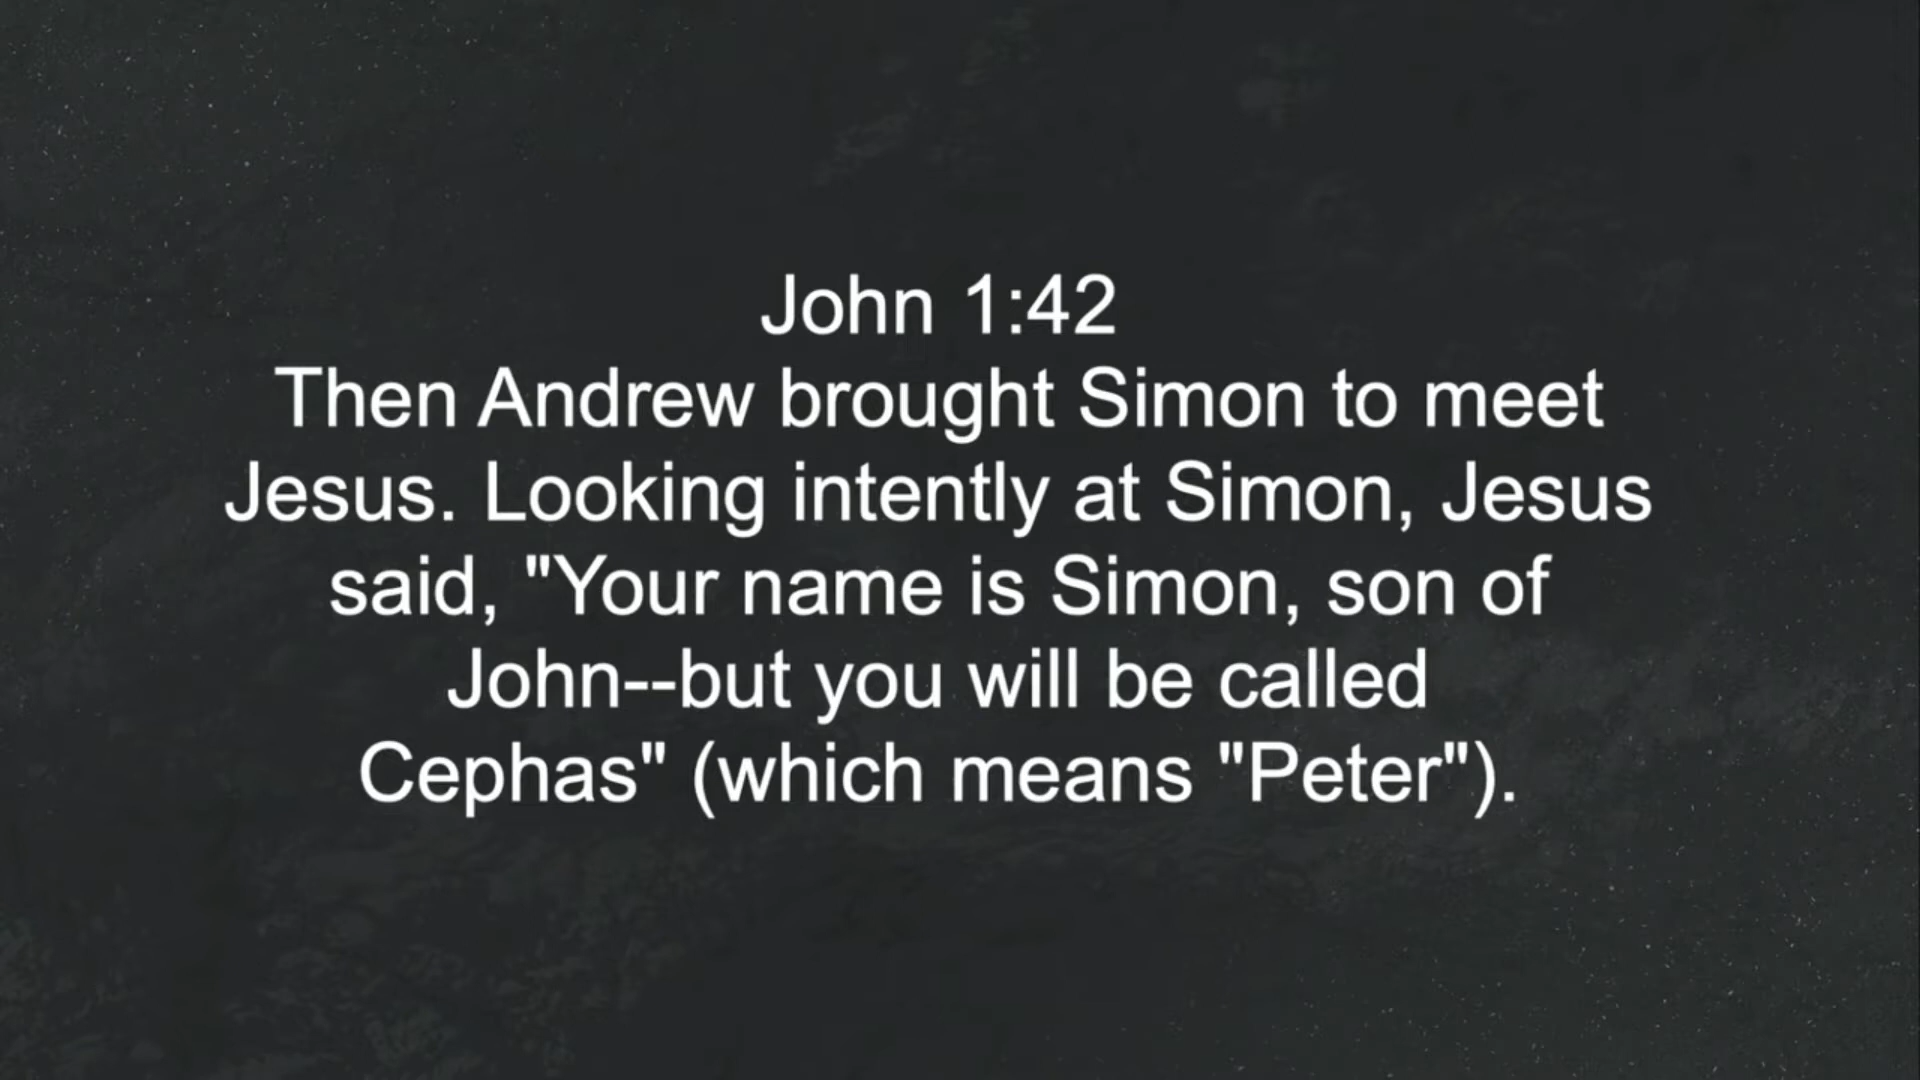 John 1:42
Then Andrew brought Simon to meet
Jesus. Looking intently at Simon, Jesus
said, "Your name is Simon, son of
John--but you will be called
Cephas" (which means "Peter").